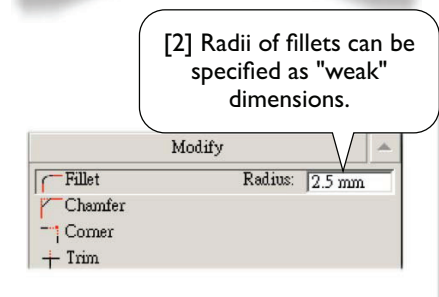 [2] Radii of fillets can be
specified as "weak"
dimensions.
Modify
Fillet Radius: 2.5 mm
Chamfer
Corner
Trim